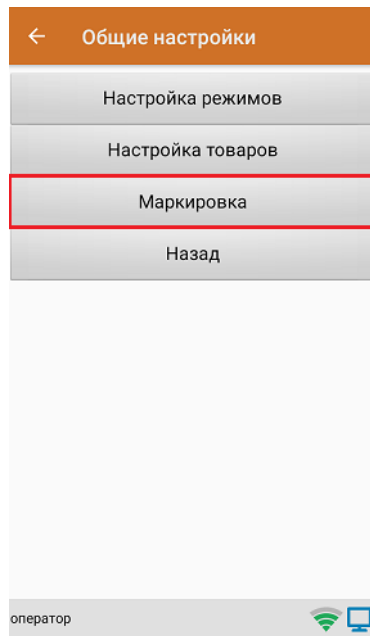 Общие настройки
Настройка режимов
Настройка товаров
Маркировка
Назад
оператор